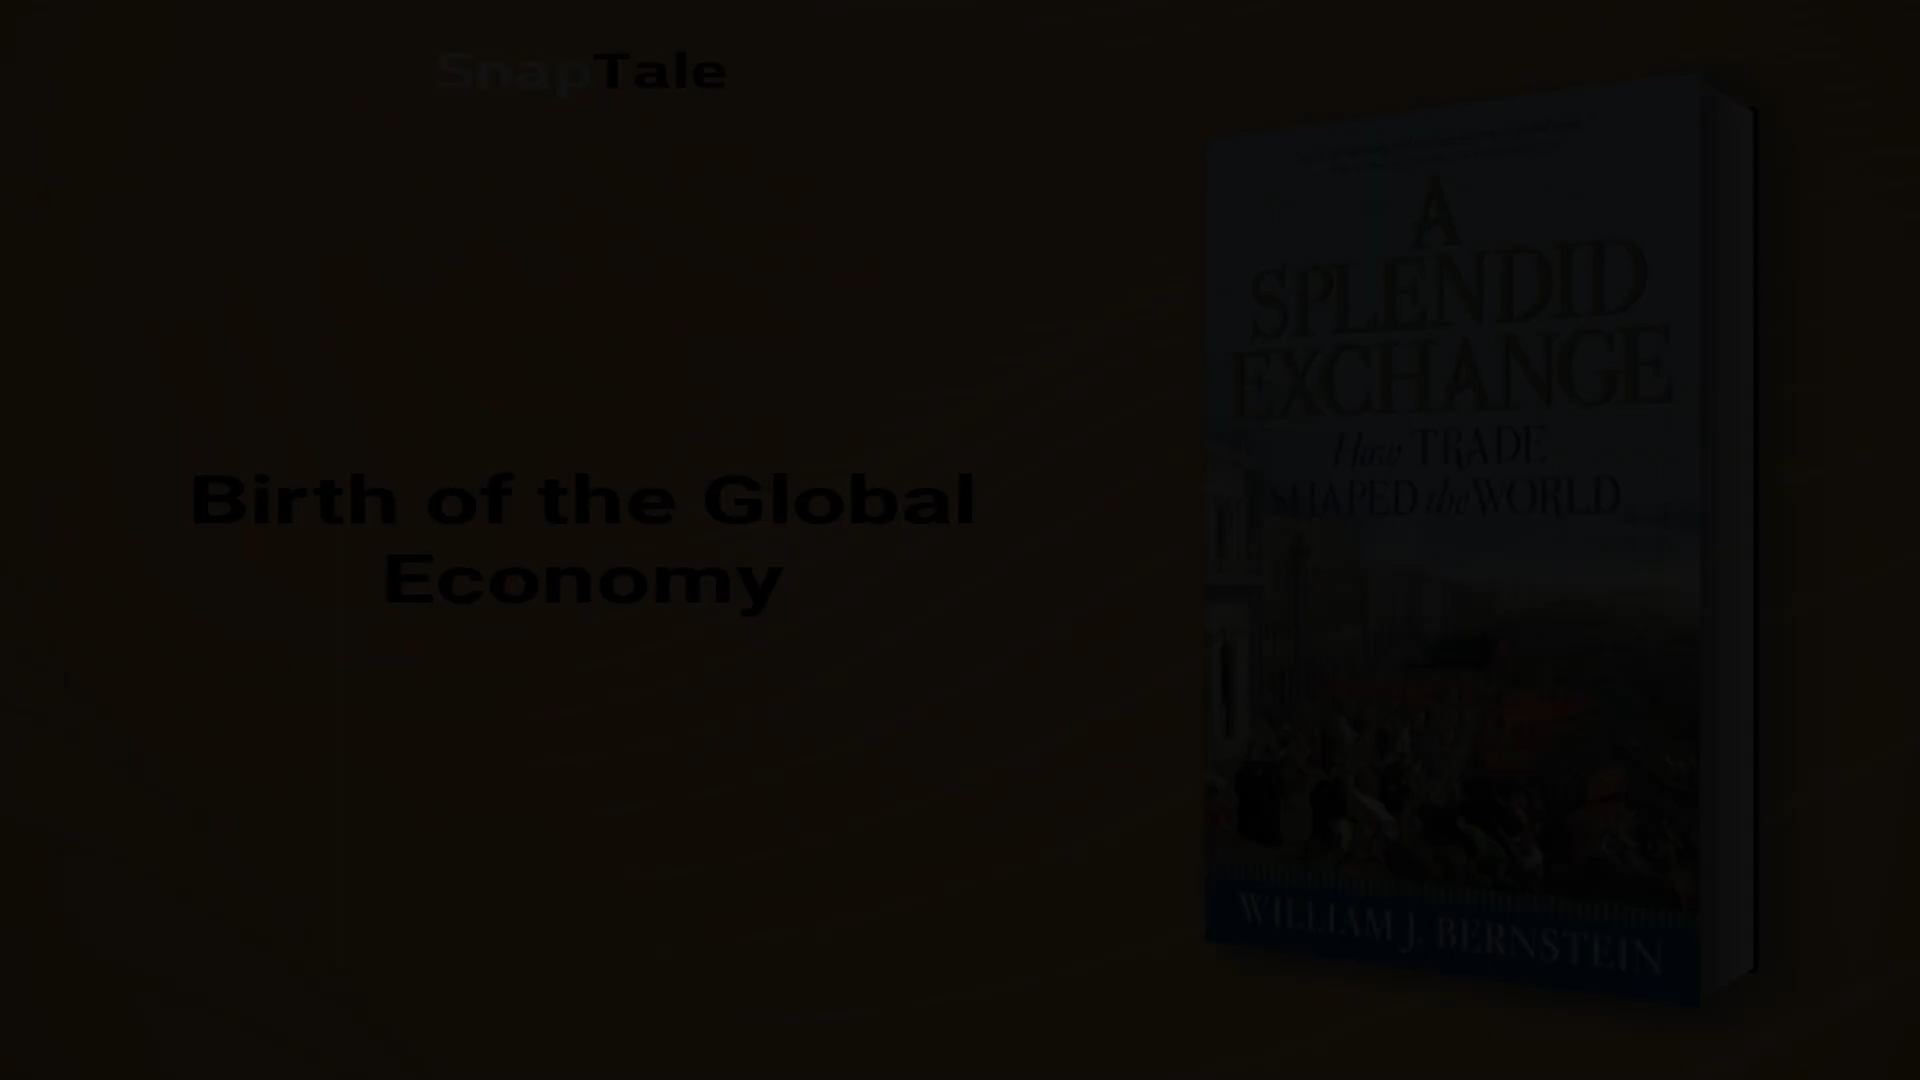 SnapTale
Birth of the Global
Economy
A
SPLENDID
EXCHANGE
How TRADE
SHAPED the WORLD
WILLIAM J. BERNSTEIN